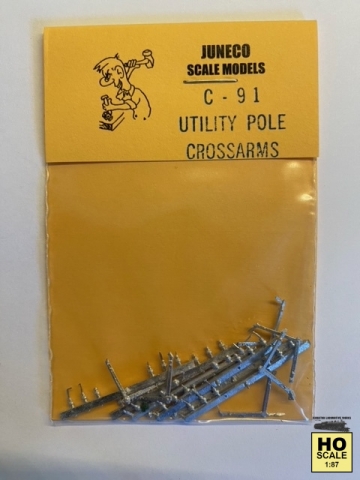 JUNECO
SCALE MODELS
C-91
UTILITY POLE
CROSSARMS
HO
SCALE
1:87